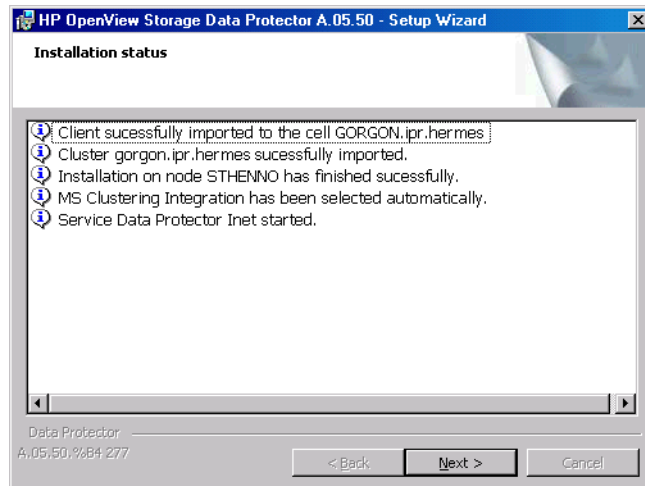 HP OpenView Storage Data Protector A.05.50 - Setup Wizard
Installation status
Client sucessfully imported to the cell GORGON.ipr.hermes
Cluster gorgon.ipr.hermes sucessfully imported.
Installation on node STHENNO has finished sucessfully.
MS Clustering Integration has been selected automatically.
Service Data Protector Inet started.
Data Protector
A.05.50.%B4 277
< Back
Next >
Cancel